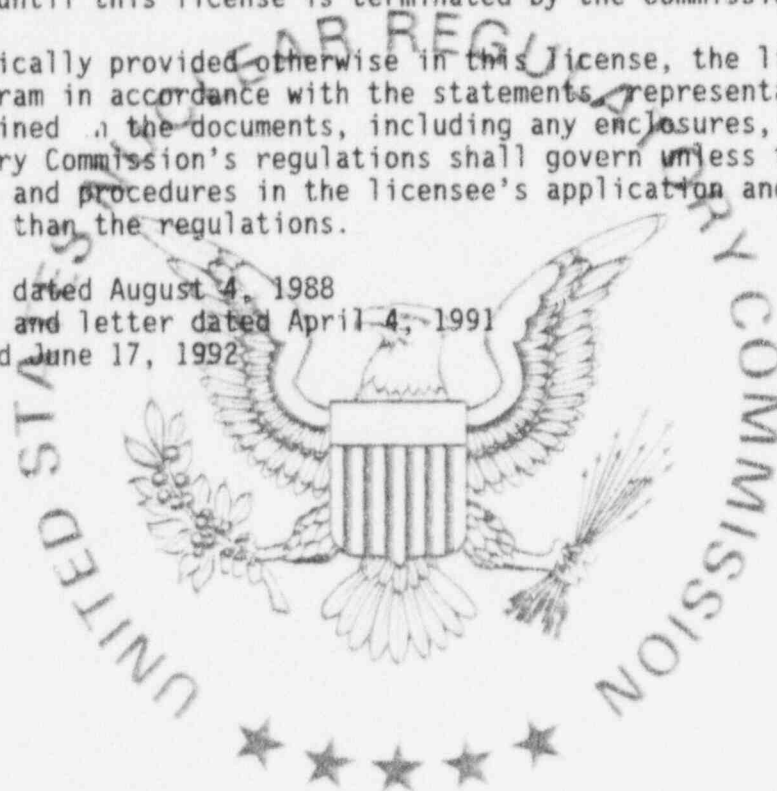 until this license is terminated by the Commissio
ically provided otherwise in this license, the li
ram in accordance with the statements, representa
ined n the documents, including any enclosures,
ry Commission's regulations shall govern unless
and procedures in the licensee's application and
than the regulations.
dated August 4, 1988
and letter dated April 4, 1991
d June 17, 1992
UNITED STATES NUCLEAR REGULATORY COMMISSION